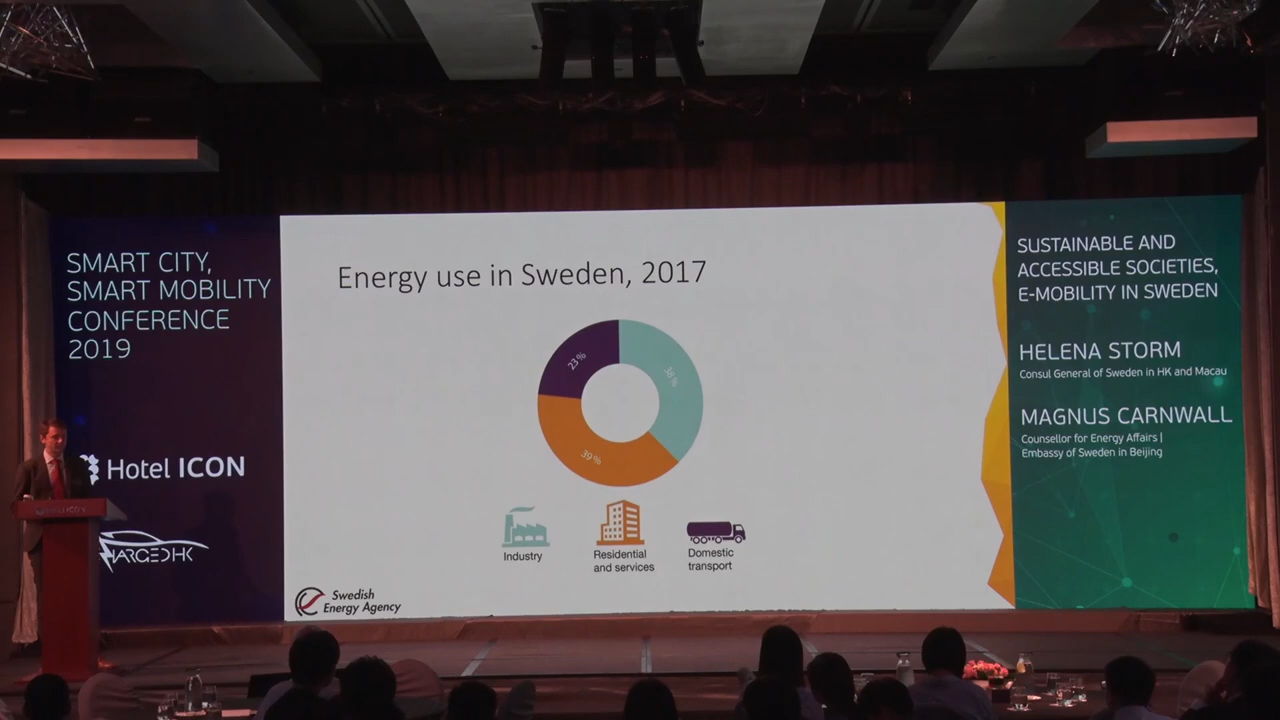 SMART CITY,
SMART MOBILITY
CONFERENCE
2019
Hotel ICON
HARGEDHK
Energy use in Sweden, 2017
23 %
38 %
39 %
Industry
Residential
and services
Domestic
transport
Swedish
Energy Agency
SUSTAINABLE AND
ACCESSIBLE SOCIETIES,
E-MOBILITY IN SWEDEN
HELENA STORM
Consul General of Sweden in HK and Macau
MAGNUS CARNWALL
Counsellor for Energy Affairs |
Embassy of Sweden in Beijing